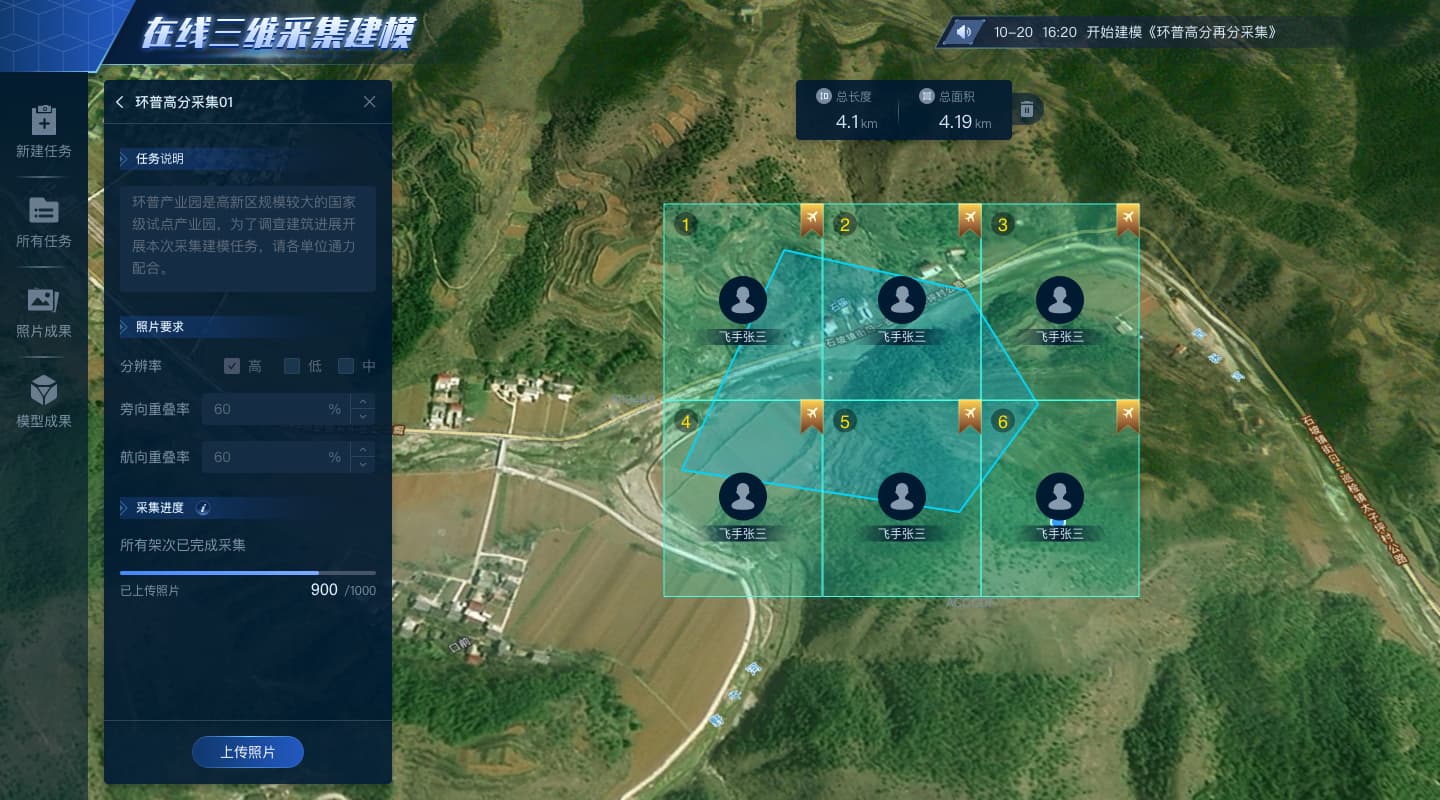 在线三维采集建模
10-20 16:20 开始建模《环普高分再分采集》
新建任务
所有任务
照片成果
模型成果
环普高分采集01
任务说明
环普产业园是高新区规模较大的国家
级试点产业园，为了调查建筑进展开
展本次采集建模任务，请各单位通力
配合。
照片要求
分辨率 高 低 中
旁向重叠率 60 %
航向重叠率 60 %
采集进度 i
所有架次已完成采集
已上传照片 900 /1000
上传照片
总长度 总面积
4.1 km 4.19 km
1 2 3
飞手张三 飞手张三 飞手张三
4 5 6
飞手张三 飞手张三 飞手张三